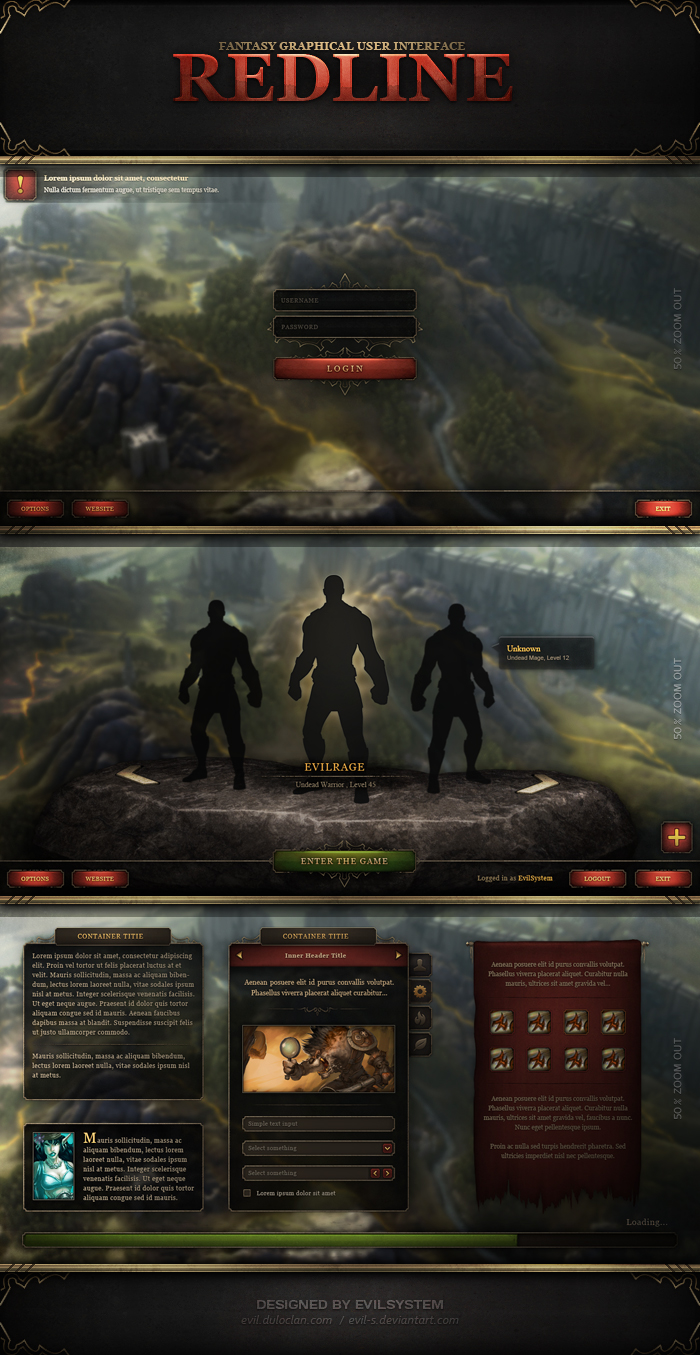 FANTASY GRAPHICAL USER INTERFACE
REDLINE
Lorem ipsum dolor sit amet, consectetur
Nulla dictum fermentum augue, ut tristique sem tempus vitae.
USERNAME
PASSWORD
LOGIN
50% ZOOM OUT
OPTIONS
WEBSITE
EXIT
Unknown
Undead Mage, Level 12
50% ZOOM OUT
EVILRAGE
Undead Warrior | Level 45
ENTER THE GAME
OPTIONS
WEBSITE
Logged in as EvilSystem
LOGOUT
EXIT
CONTAINER TITIE
Lorem ipsum dolor sit amet, consectetur adipiscing
elit. Proin vel tortor ut felis placerat luctus at et
velit. Mauris sollicitudin, massa ac aliquam biben-
dum, lectus lorem laoreet nulla, vitae sodales ipsum
nisl at metus. Integer scelerisque venenatis facilisis.
Ut eget neque augue. Praesent id dolor quis tortor
aliquam congue sed id mauris. Aenean faucibus
dapibus massa at blandit. Suspendisse suscipit felis
ut justo ullamcorper commodo.
Mauris sollicitudin, massa ac aliquam bibendum,
lectus lorem laoreet nulla, vitae sodales ipsum nisl
at metus.
Mauris sollicitudin, massa ac
aliquam bibendum, lectus lorem
laoreet nulla, vitae sodales ipsum
nisl at metus. Integer scelerisque
venenatis facilisis. Ut eget neque
augue. Praesent id dolor quis tortor
aliquam congue sed id mauris.
CONTAINER TITIE
Inner Header Title
Aenean posuere elit id purus convallis volutpat.
Phasellus viverra placerat aliquet curabitur...
Simple text input
Select something
Select something
Lorem ipsum dolor sit amet
Aenean posuere elit id purus convallis volutpat.
Phasellus viverra placerat aliquet. Curabitur nulla
mauris, ultrices sit amet gravida vel...
Aenean posuere elit id purus convallis volutpat.
Phasellus viverra placerat aliquet. Curabitur nulla
mauris, ultrices sit amet gravida vel, faucibus a nunc.
Nunc eget pellentesque ipsum.
Proin ac nulla sed turpis hendrerit pharetra. Sed
ultricies imperdiet nisl nec pellentesque.
50% ZOOM OUT
Loading...
DESIGNED BY EVILSYSTEM
evil.duloclan.com / evil-s.deviantart.com